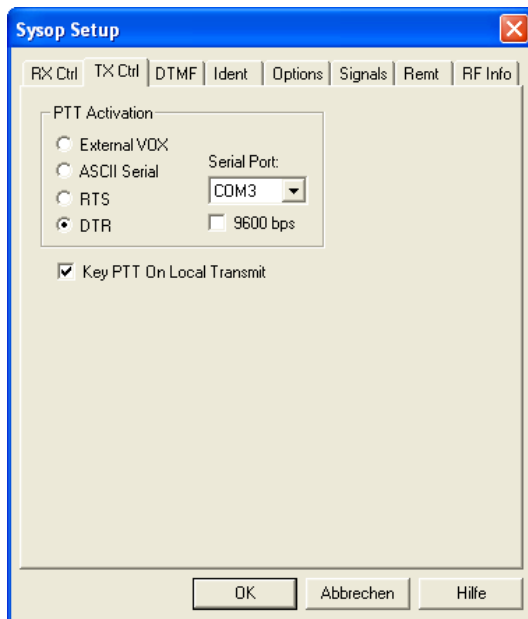 Sysop Setup
RX Ctrl TX Ctrl DTMF Ident Options Signals Remt RF Info
PTT Activation
External VOX
ASCII Serial
RTS
DTR
Serial Port:
COM3
9600 bps
Key PTT On Local Transmit
OK Abbrechen Hilfe